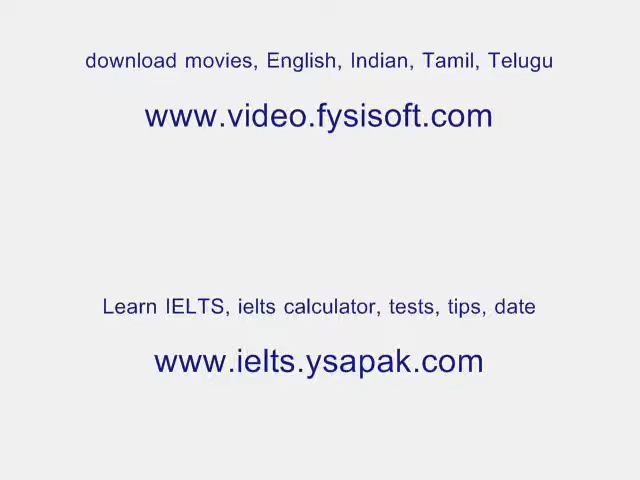 download movies, English, Indian, Tamil, Telugu
www.video.fysisoft.com
Learn IELTS, ielts calculator, tests, tips, date
www.ielts.ysapak.com